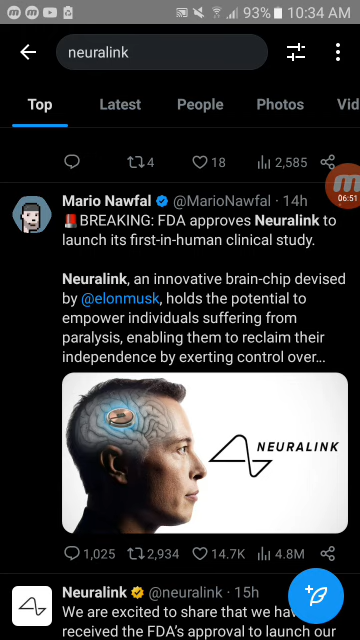 93% 10:34 AM
neuralink
Top Latest People Photos Vid
4 18 2,585
06:51
Mario Nawfal @MarioNawfal · 14h
🚨BREAKING: FDA approves Neuralink to
launch its first-in-human clinical study.
Neuralink, an innovative brain-chip devised
by @elonmusk, holds the potential to
empower individuals suffering from
paralysis, enabling them to reclaim their
independence by exerting control over...
NEURALINK
1,025 2,934 14.7K 4.8M
Neuralink @neuralink · 15h
We are excited to share that we have
received the FDA's approval to launch our